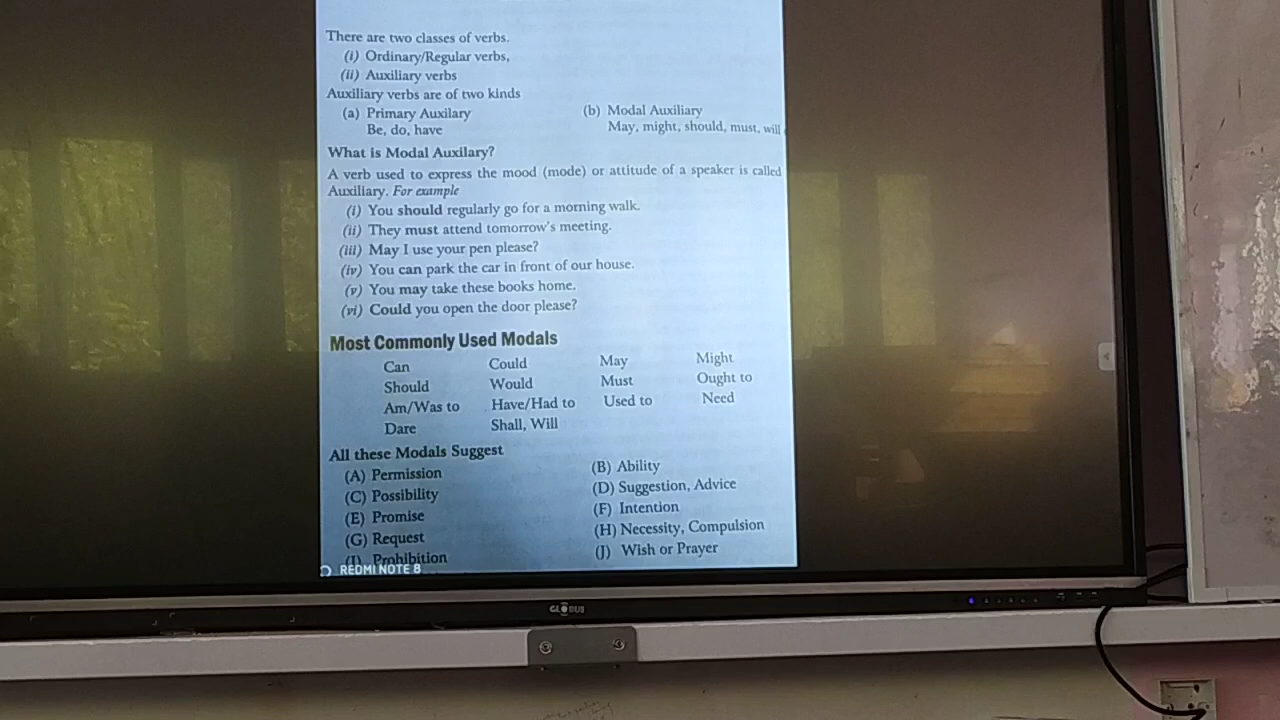 There are two classes of verbs.
(i) Ordinary/Regular verbs,
(ii) Auxiliary verbs
Auxiliary verbs are of two kinds
(a) Primary Auxilary (b) Modal Auxiliary
Be, do, have May, might, should, must, will
What is Modal Auxilary?
A verb used to express the mood (mode) or attitude of a speaker is called
Auxiliary. For example
(i) You should regularly go for a morning walk.
(ii) They must attend tomorrow's meeting.
(iii) May I use your pen please?
(iv) You can park the car in front of our house.
(v) You may take these books home.
(vi) Could you open the door please?
Most Commonly Used Modals
Can Could May Might
Should Would Must Ought to
Am/Was to Have/Had to Used to Need
Dare Shall, Will
All these Modals Suggest
(A) Permission (B) Ability
(C) Possibility (D) Suggestion, Advice
(E) Promise (F) Intention
(G) Request (H) Necessity, Compulsion
(I) Prohibition (J) Wish or Prayer
REDMI NOTE 8
GLOBUS